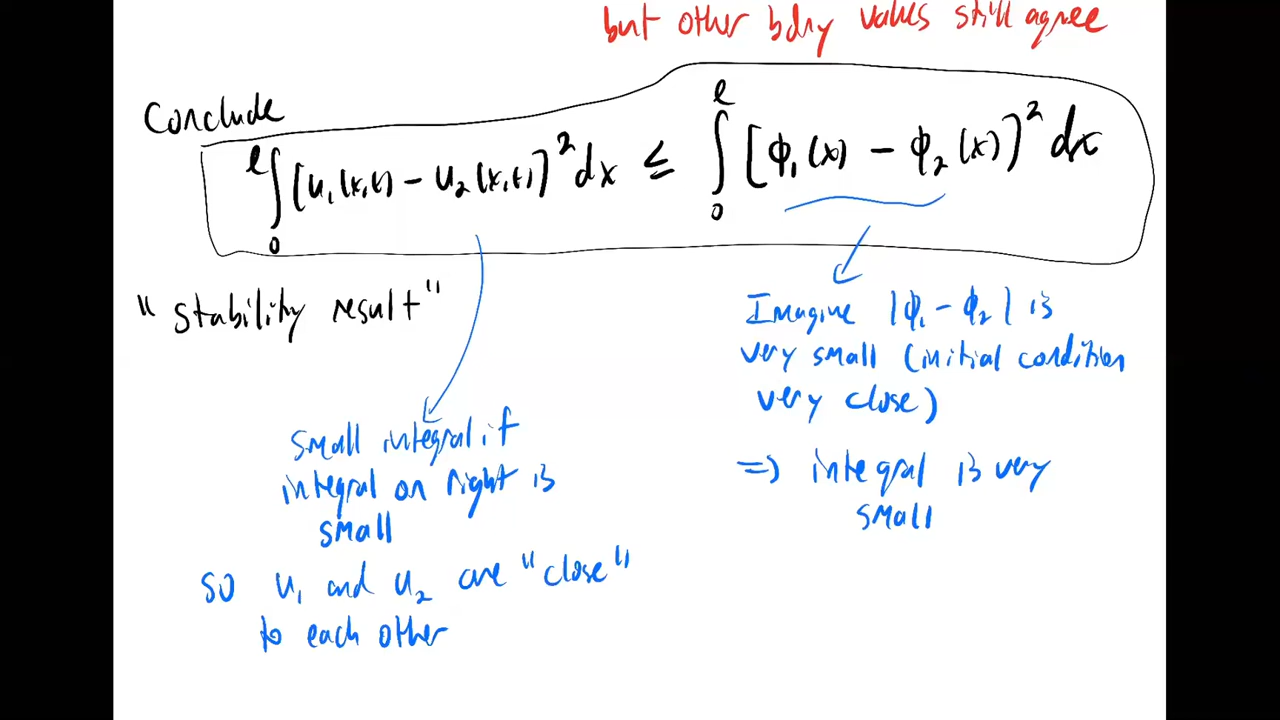 but other bdry values still agree
Conclude
∫₀ˡ [u₁(x,t) - u₂(x,t)]² dx ≤ ∫₀ˡ [ϕ₁(x) - ϕ₂(x)]² dx
"stability result"
Imagine |ϕ₁ - ϕ₂| is
very small (initial condition
very close)
=> integral is very
small
Small integral if
integral on right is
small
so u₁ and u₂ are "close"
to each other